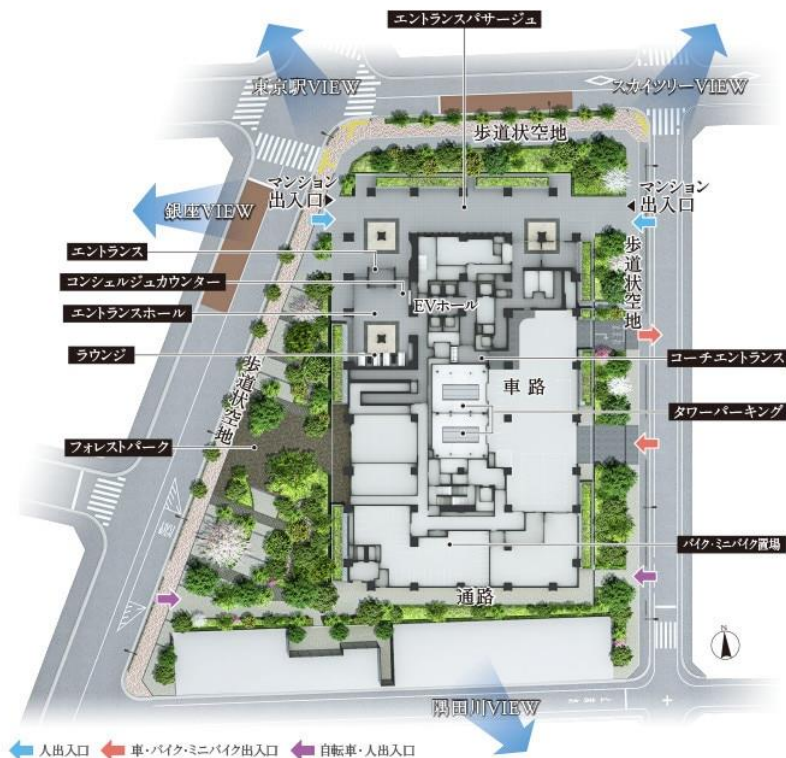 エントランスパサージュ
東京駅VIEW
スカイツリーVIEW
歩道状空地
マンション
出入口
マンション
出入口
銀座VIEW
エントランス
コンシェルジュカウンター
EVホール
エントランスホール
歩道状空地
ラウンジ
コーチエントランス
車路
歩道状空地
タワーパーキング
フォレストパーク
バイク・ミニバイク置場
通路
N
隅田川VIEW
人出入口
車・バイク・ミニバイク出入口
自転車・人出入口